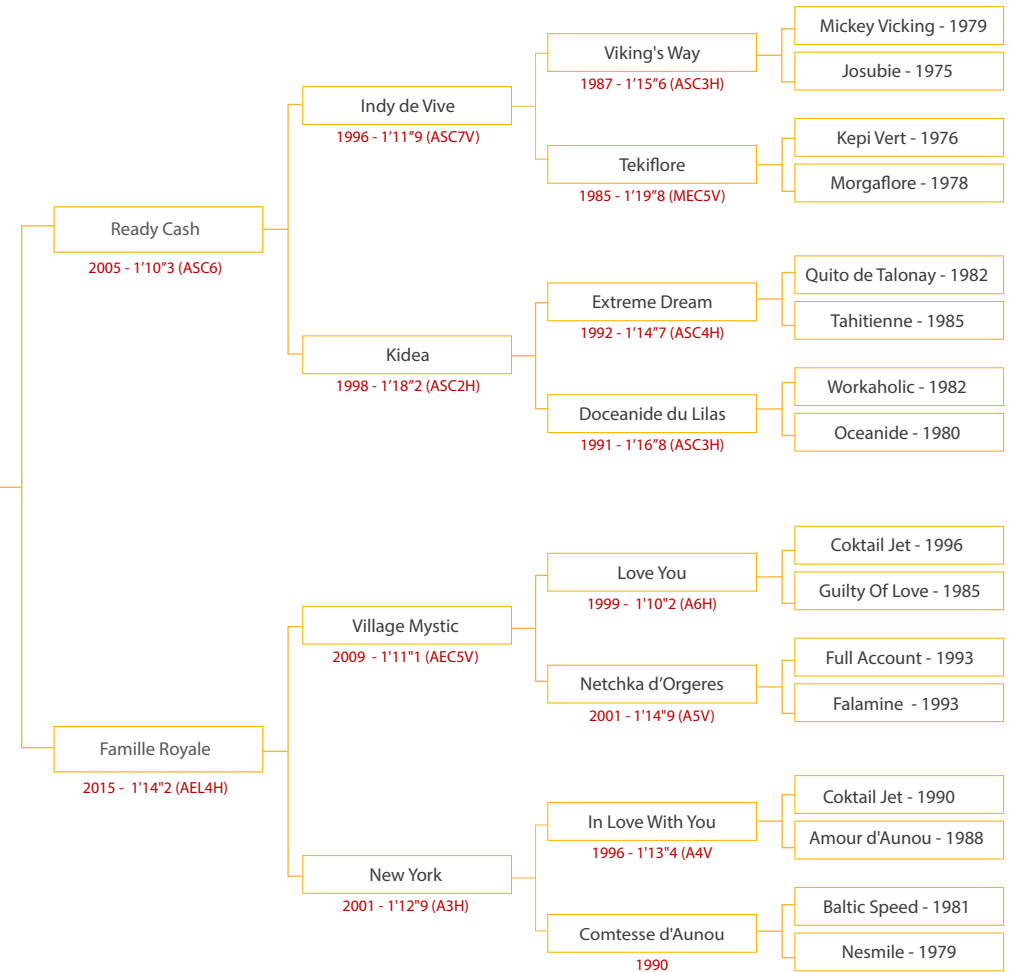 Mickey Vicking - 1979
Viking's Way
Josubie - 1975
1987 - 1'15"6 (ASC3H)
Indy de Vive
1996 - 1'11"9 (ASC7V)
Kepi Vert - 1976
Tekiflore
Morgaflore - 1978
1985 - 1'19"8 (MEC5V)
Ready Cash
2005 - 1'10"3 (ASC6)
Quito de Talonay - 1982
Extreme Dream
Tahitienne - 1985
1992 - 1'14"7 (ASC4H)
Kidea
1998 - 1'18"2 (ASC2H)
Workaholic - 1982
Doceanide du Lilas
Oceanide - 1980
1991 - 1'16"8 (ASC3H)
Coktail Jet - 1996
Love You
Guilty Of Love - 1985
1999 - 1'10"2 (A6H)
Village Mystic
2009 - 1'11"1 (AEC5V)
Full Account - 1993
Netchka d’Orgeres
Falamine - 1993
2001 - 1'14"9 (A5V)
Famille Royale
2015 - 1'14"2 (AEL4H)
Coktail Jet - 1990
In Love With You
Amour d'Aunou - 1988
1996 - 1'13"4 (A4V
New York
2001 - 1'12"9 (A3H)
Baltic Speed - 1981
Comtesse d'Aunou
Nesmile - 1979
1990